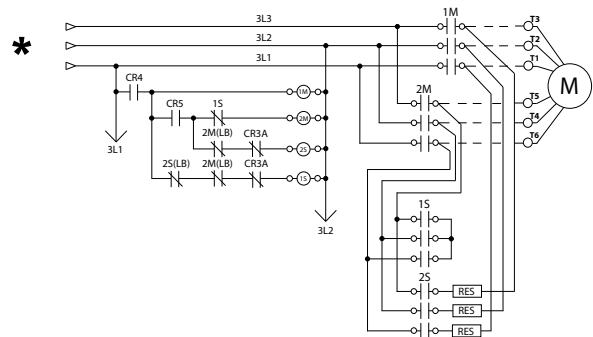 3L3
1M
T3
*
3L2
T2
3L1
T1
CR4
2M
M
1M
T5
CR5
1S
2M
T4
2M(LB)
CR3A
T6
3L1
2S
2S(LB)
2M(LB)
CR3A
1S
1S
3L2
2S
RES
RES
RES